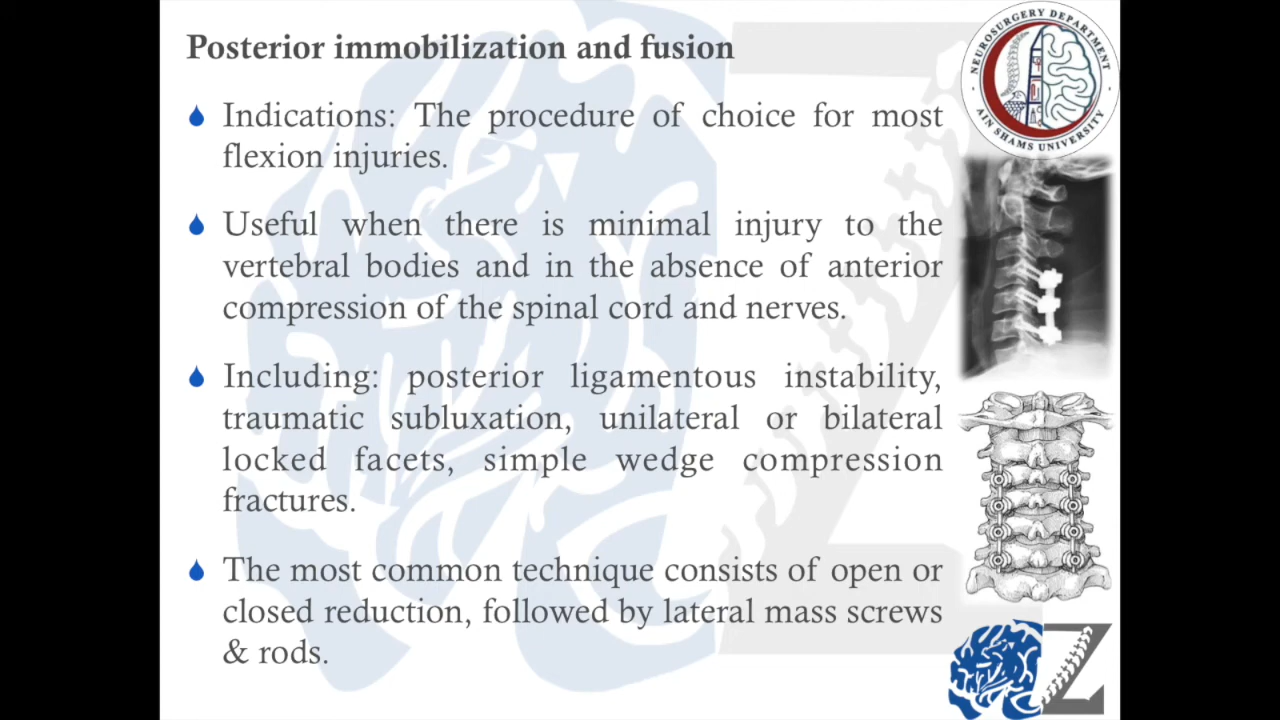 Posterior immobilization and fusion
Indications: The procedure of choice for most
flexion injuries.
Useful when there is minimal injury to the
vertebral bodies and in the absence of anterior
compression of the spinal cord and nerves.
Including: posterior ligamentous instability,
traumatic subluxation, unilateral or bilateral
locked facets, simple wedge compression
fractures.
The most common technique consists of open or
closed reduction, followed by lateral mass screws
& rods.
NEUROSURGERY DEPARTMENT
AIN SHAMS UNIVERSITY
Z